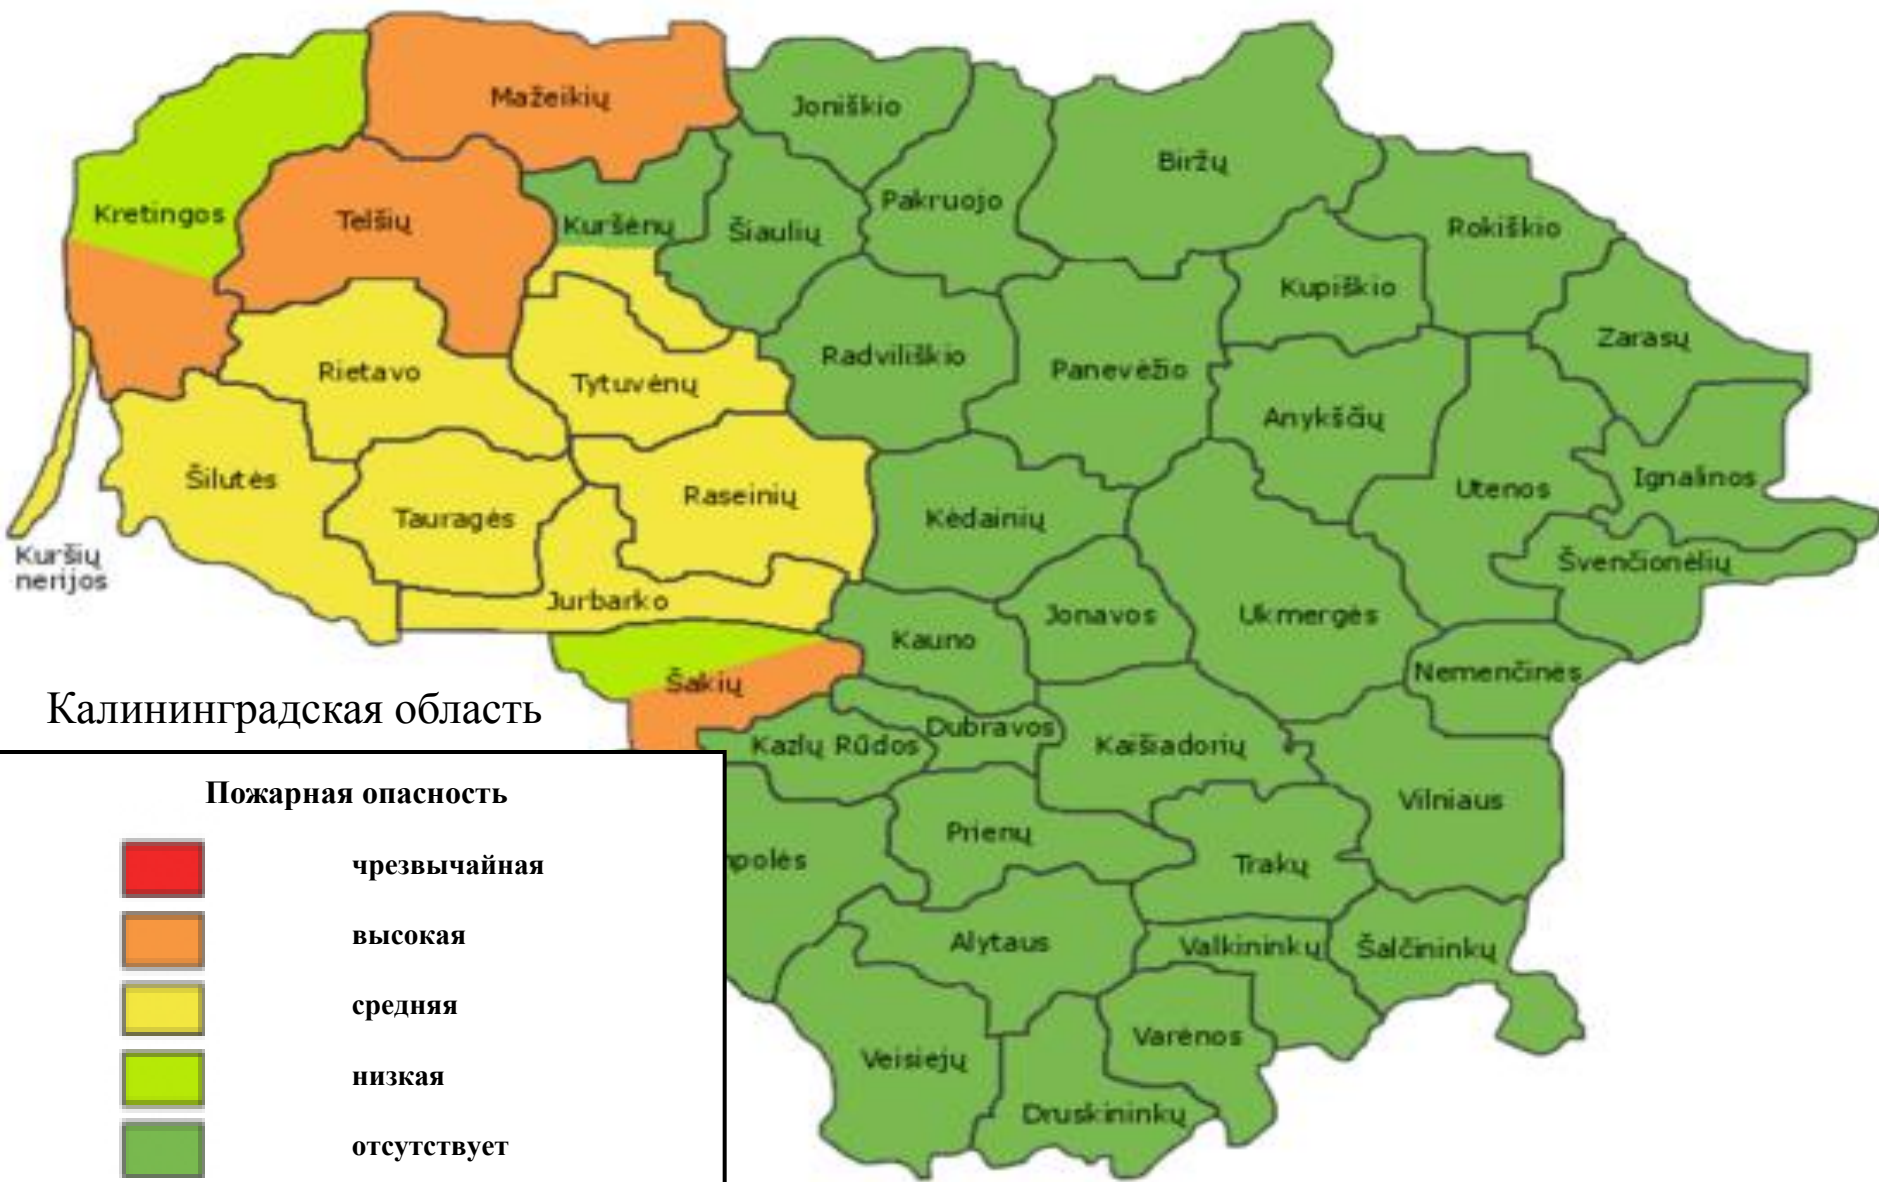 Mažeikių
Joniškio
Biržų
Kretingos
Telšių
Kuršėnų
Šiaulių
Pakruojo
Rokiškio
Kupiškio
Zarasų
Rietavo
Tytuvėnų
Radviliškio
Panevėžio
Anykščių
Šilutės
Tauragės
Raseinių
Kėdainių
Utenos
Ignalinos
Kuršių
nerijos
Jurbarko
Švenčionėlių
Kauno
Jonavos
Ukmergės
Nemenčinės
Šakių
Калининградская область
Kazlų Rūdos
Dubravos
Kaišiadorių
Vilniaus
Prienų
Trakų
polės
Alytaus
Valkininkų
Šalčininkų
Veisiejų
Varėnos
Druskininkų
Пожарная опасность
чрезвычайная
высокая
средняя
низкая
отсутствует